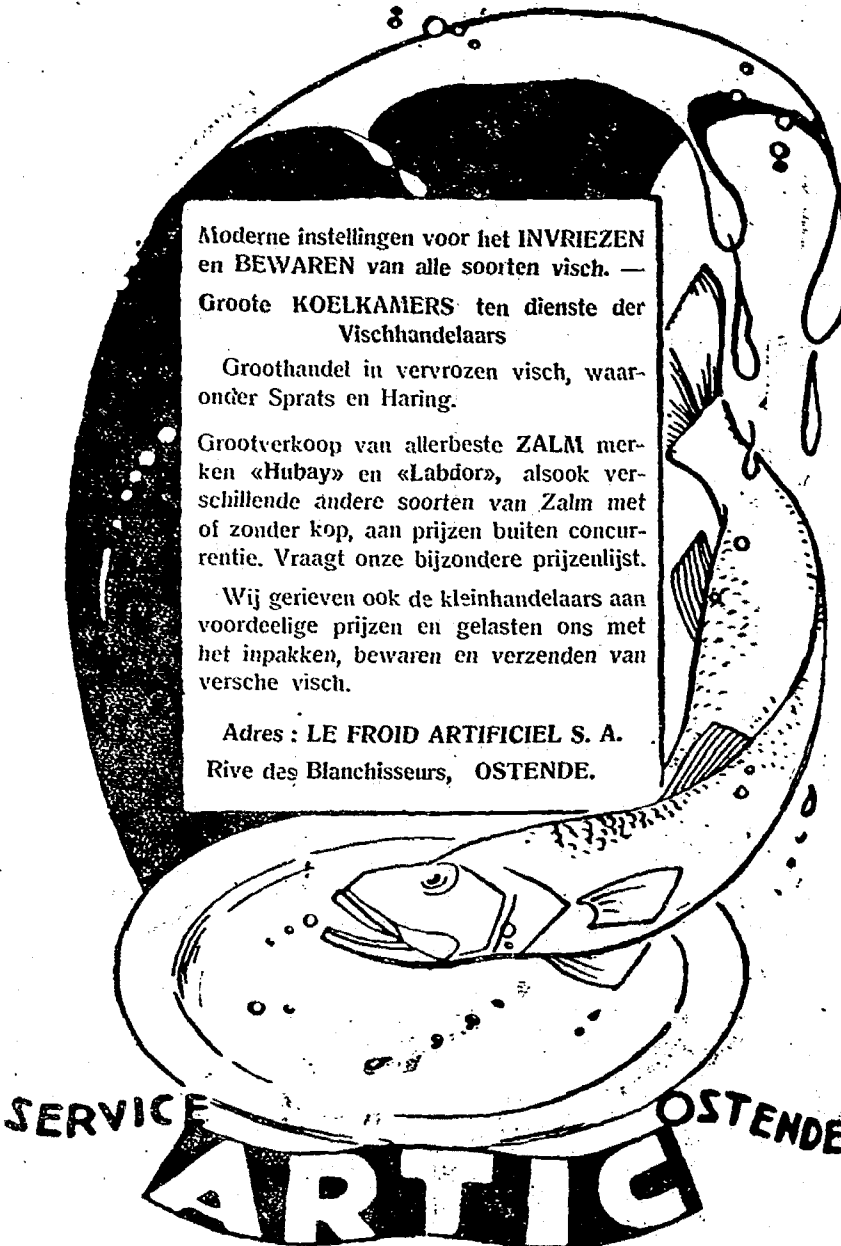 Moderne instellingen voor het INVRIEZEN
en BEWAREN van alle soorten visch. —
Groote KOELKAMERS ten dienste der
Vischhandelaars
Groothandel in vervrozen visch, waar-
onder Sprats en Haring.
Grootverkoop van allerbeste ZALM mer-
ken «Hubay» en «Labdor», alsook ver-
schillende andere soorten van Zalm met
of zonder kop, aan prijzen buiten concur-
rentie. Vraagt onze bijzondere prijzenlijst.
Wij gerieven ook de kleinhandelaars aan
voordeelige prijzen en gelasten ons met
het inpakken, bewaren en verzenden van
versche visch.
Adres : LE FROID ARTIFICIEL S. A.
Rive des Blanchisseurs, OSTENDE.
SERVICE OSTENDE
ARTIC